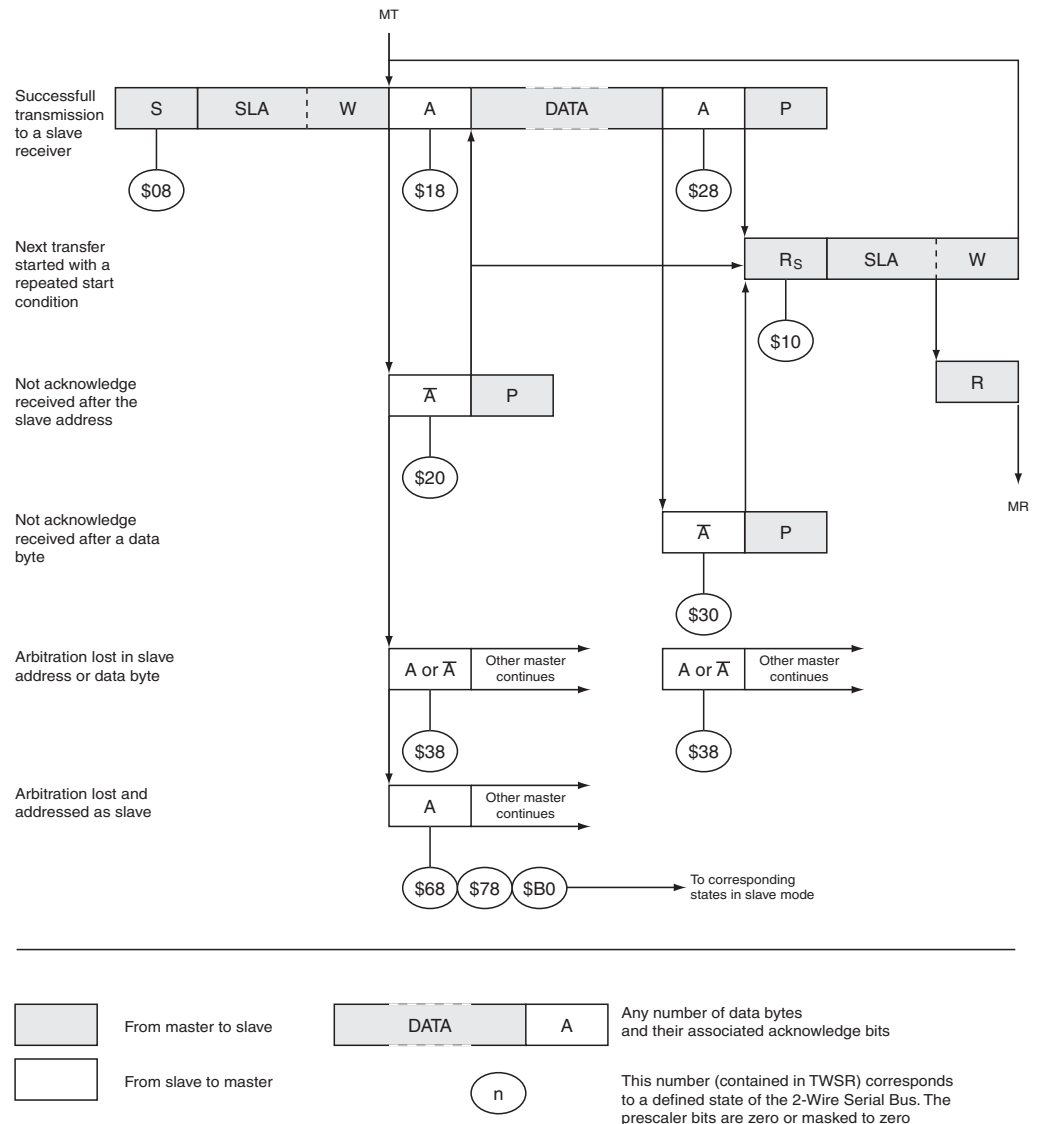 MT
Successfull
transmission
to a slave
receiver
S SLA W A DATA A P
$08 $18 $28
Next transfer
started with a
repeated start
condition
RS SLA W
$10
Not acknowledge
received after the
slave address
A̅ P
R
$20
MR
Not acknowledge
received after a data
byte
A̅ P
$30
Arbitration lost in slave
address or data byte
A or A̅
Other master
continues
A or A̅
Other master
continues
$38 $38
Arbitration lost and
addressed as slave
A
Other master
continues
$68 $78 $B0
To corresponding
states in slave mode
From master to slave
DATA A
Any number of data bytes
and their associated acknowledge bits
From slave to master
n
This number (contained in TWSR) corresponds
to a defined state of the 2-Wire Serial Bus. The
prescaler bits are zero or masked to zero